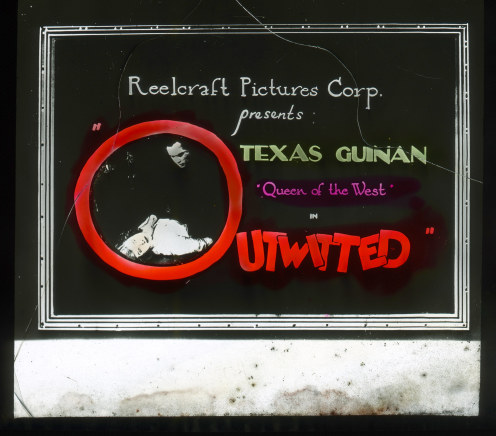 Reelcraft Pictures Corp.
presents:
TEXAS GUINAN
"Queen of the West"
IN
"OUTWITTED"